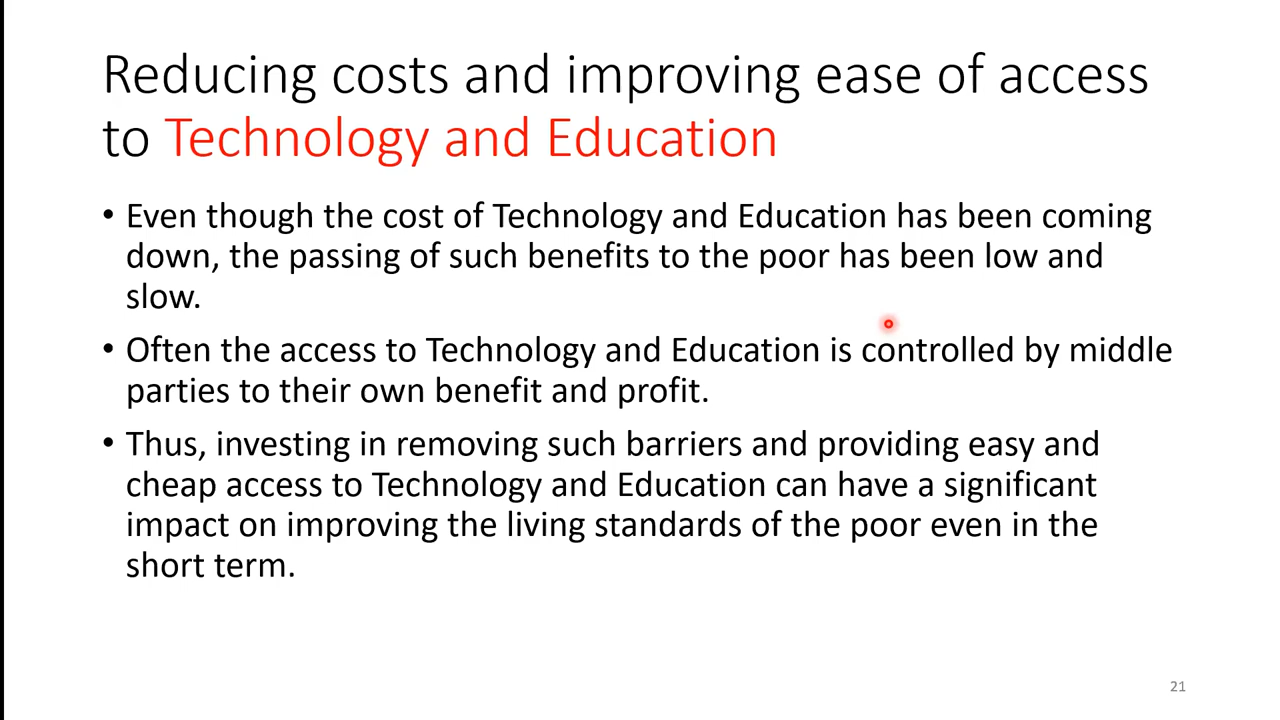 Reducing costs and improving ease of access
to Technology and Education
• Even though the cost of Technology and Education has been coming
down, the passing of such benefits to the poor has been low and
slow.
• Often the access to Technology and Education is controlled by middle
parties to their own benefit and profit.
• Thus, investing in removing such barriers and providing easy and
cheap access to Technology and Education can have a significant
impact on improving the living standards of the poor even in the
short term.
21